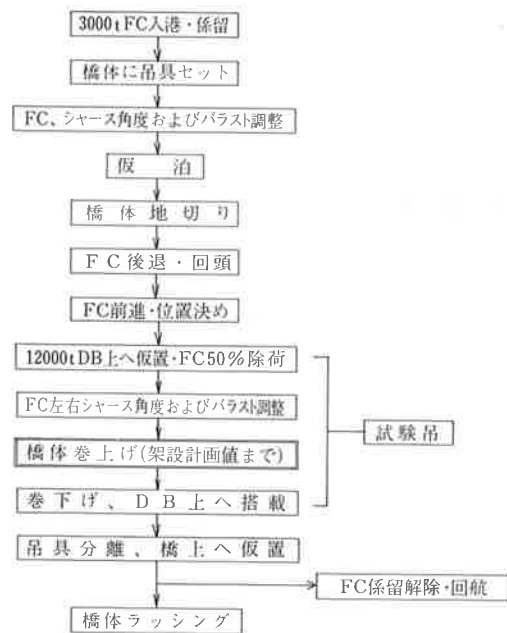 3000tFC入港・係留
橋体に吊具セット
FC、シャース角度およびバラスト調整
仮泊
橋体地切り
FC後退・回頭
FC前進・位置決め
12000tDB上へ仮置・FC50%除荷
FC左右シャース角度およびバラスト調整
試験吊
橋体巻上げ(架設計画値まで)
巻下げ、DB上へ搭載
吊具分離、橋上へ仮置
FC係留解除・回航
橋体ラッシング